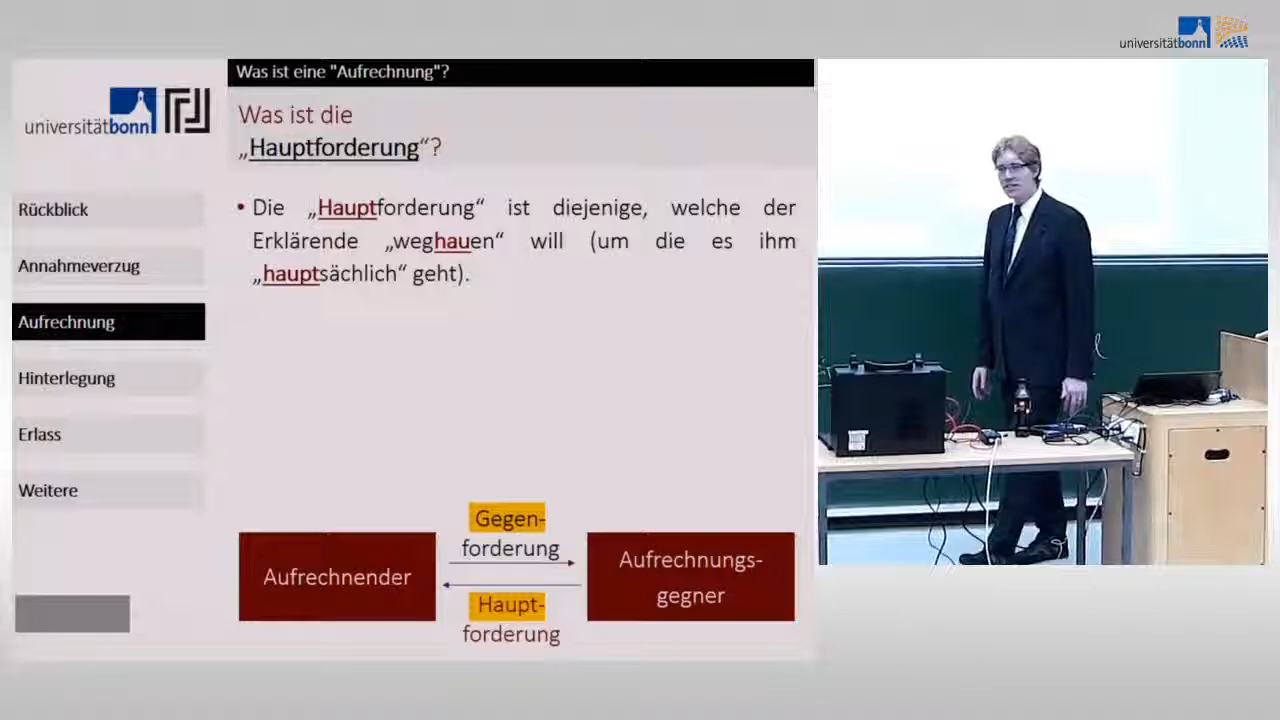 universitätbonn
Was ist eine "Aufrechnung"?
universitätbonn
Was ist die
„Hauptforderung“?
Rückblick
Annahmeverzug
Aufrechnung
Hinterlegung
Erlass
Weitere
• Die „Hauptforderung“ ist diejenige, welche der
Erklärende „weghauen“ will (um die es ihm
„hauptsächlich“ geht).
Aufrechnender
Gegen-
forderung
Haupt-
forderung
Aufrechnungs-
gegner